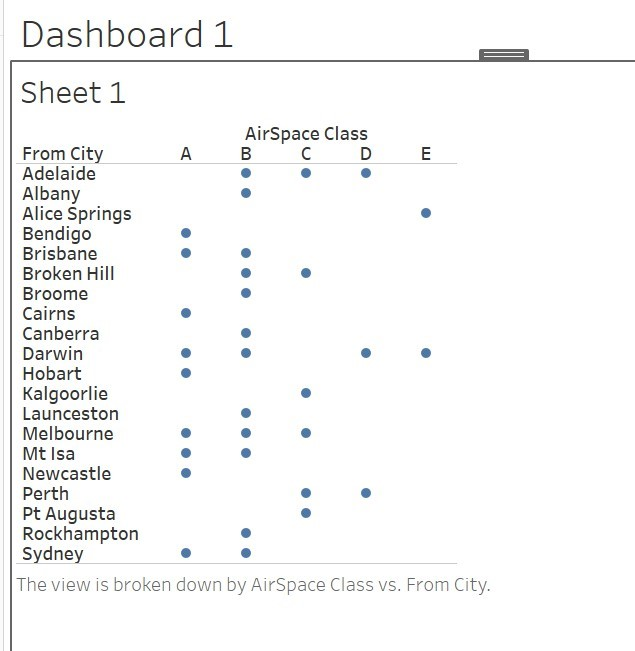 Dashboard 1
Sheet 1
AirSpace Class
From City A B C D E
Adelaide
Albany
Alice Springs
Bendigo
Brisbane
Broken Hill
Broome
Cairns
Canberra
Darwin
Hobart
Kalgoorlie
Launceston
Melbourne
Mt Isa
Newcastle
Perth
Pt Augusta
Rockhampton
Sydney
The view is broken down by AirSpace Class vs. From City.